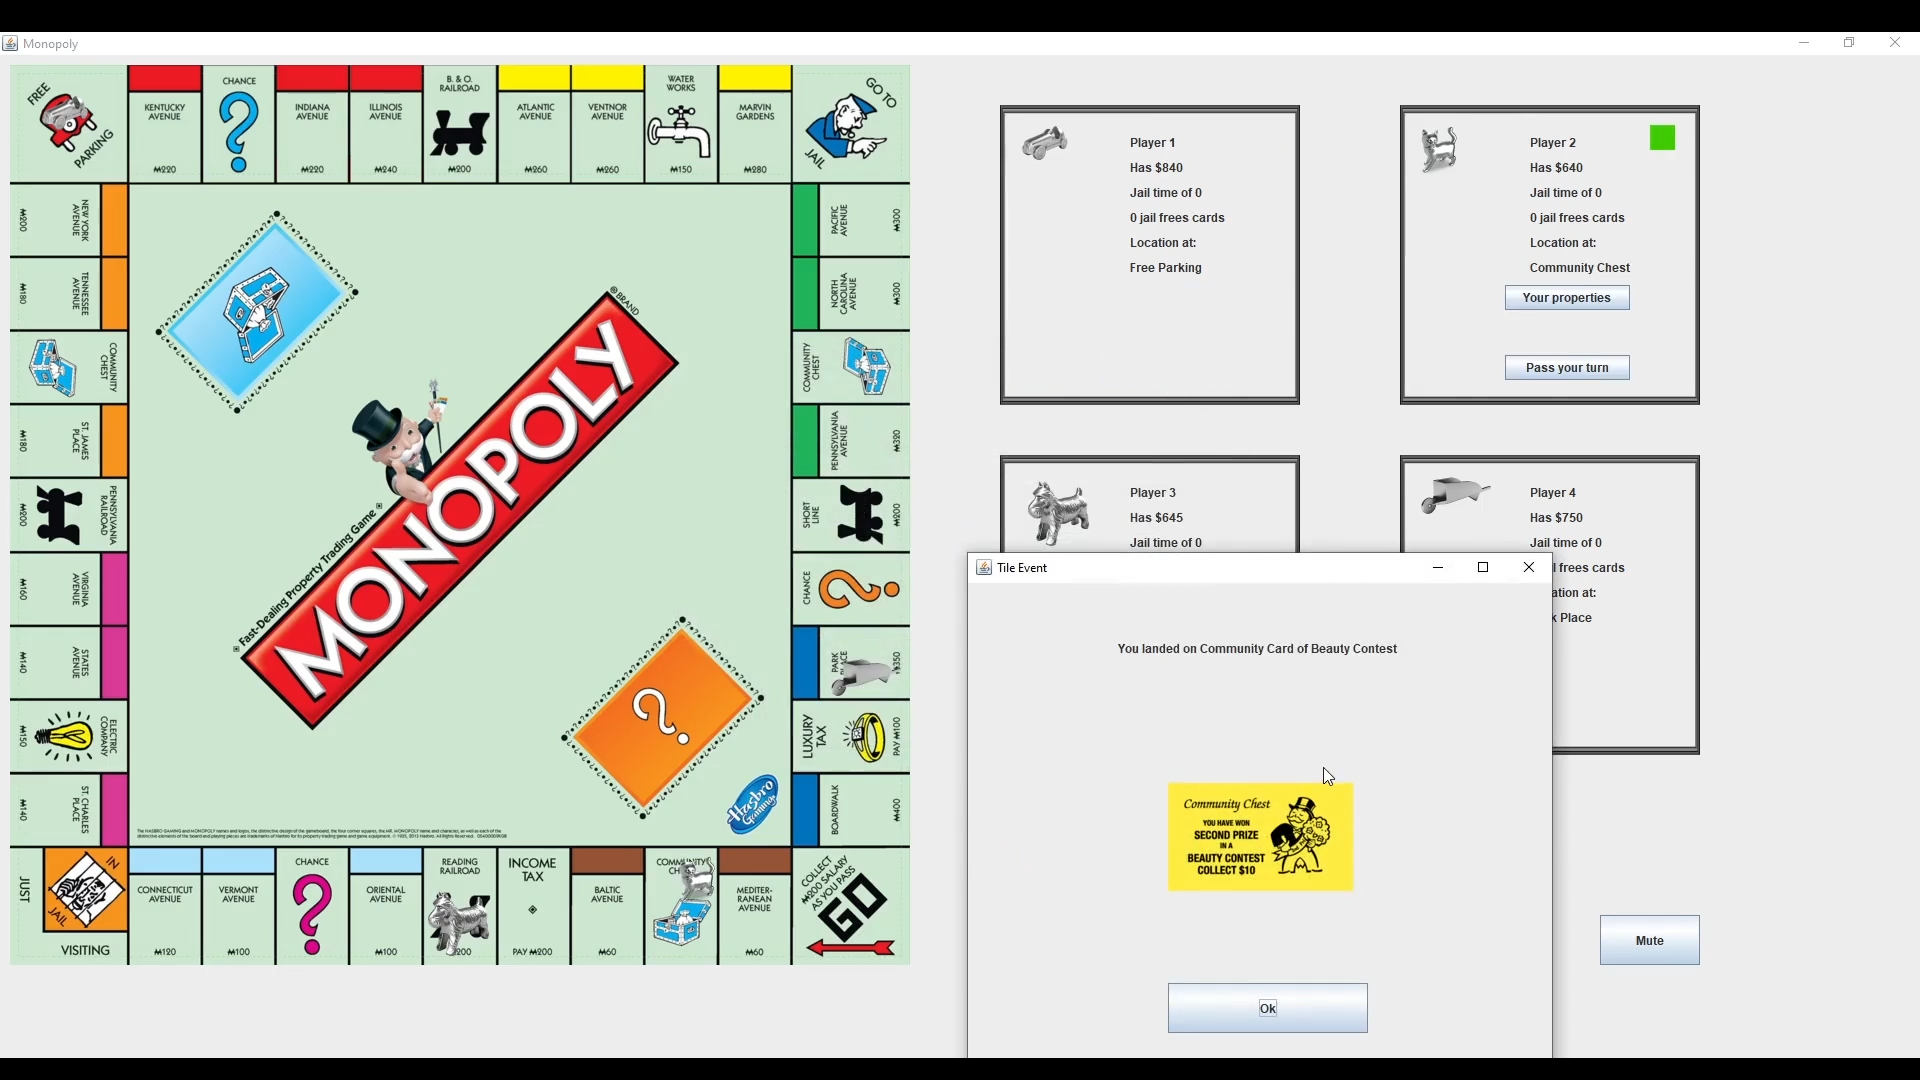 Monopoly
FREE
PARKING
KENTUCKY
AVENUE
₩220
CHANCE
INDIANA
AVENUE
₩220
ILLINOIS
AVENUE
₩240
B. & O.
RAILROAD
₩200
ATLANTIC
AVENUE
₩260
VENTNOR
AVENUE
₩260
WATER
WORKS
₩150
MARVIN
GARDENS
₩280
GO TO
JAIL
NEW YORK
AVENUE
₩200
TENNESSEE
AVENUE
₩180
COMMUNITY
CHEST
ST. JAMES
PLACE
₩180
PENNSYLVANIA
RAILROAD
₩200
VIRGINIA
AVENUE
₩160
STATES
AVENUE
₩140
ELECTRIC
COMPANY
₩150
ST. CHARLES
PLACE
₩140
PACIFIC
AVENUE
₩300
NORTH
CAROLINA
AVENUE
₩300
COMMUNITY
CHEST
PENNSYLVANIA
AVENUE
₩320
SHORT
LINE
₩200
CHANCE
PARK
₩350
LUXURY
TAX
PAY ₩100
BOARDWALK
₩400
BRAND
MONOPOLY
Fast-Dealing Property Trading Game
Hasbro
Gaming
JUST
IN
JAIL
VISITING
CONNECTICUT
AVENUE
₩120
VERMONT
AVENUE
₩100
CHANCE
ORIENTAL
AVENUE
₩100
READING
RAILROAD
INCOME
TAX
PAY ₩200
BALTIC
AVENUE
₩60
MEDITER-
RANEAN
AVENUE
₩60
COLLECT
₩200 SALARY
AS YOU PASS
GO
Player 1
Has $840
Jail time of 0
0 jail frees cards
Location at:
Free Parking
Player 2
Has $640
Jail time of 0
0 jail frees cards
Location at:
Community Chest
Your properties
Pass your turn
Player 3
Has $645
Jail time of 0
Player 4
Has $750
Jail time of 0
l frees cards
ation at:
k Place
Tile Event
You landed on Community Card of Beauty Contest
Community Chest
YOU HAVE WON
SECOND PRIZE
IN A
BEAUTY CONTEST
COLLECT $10
Ok
Mute